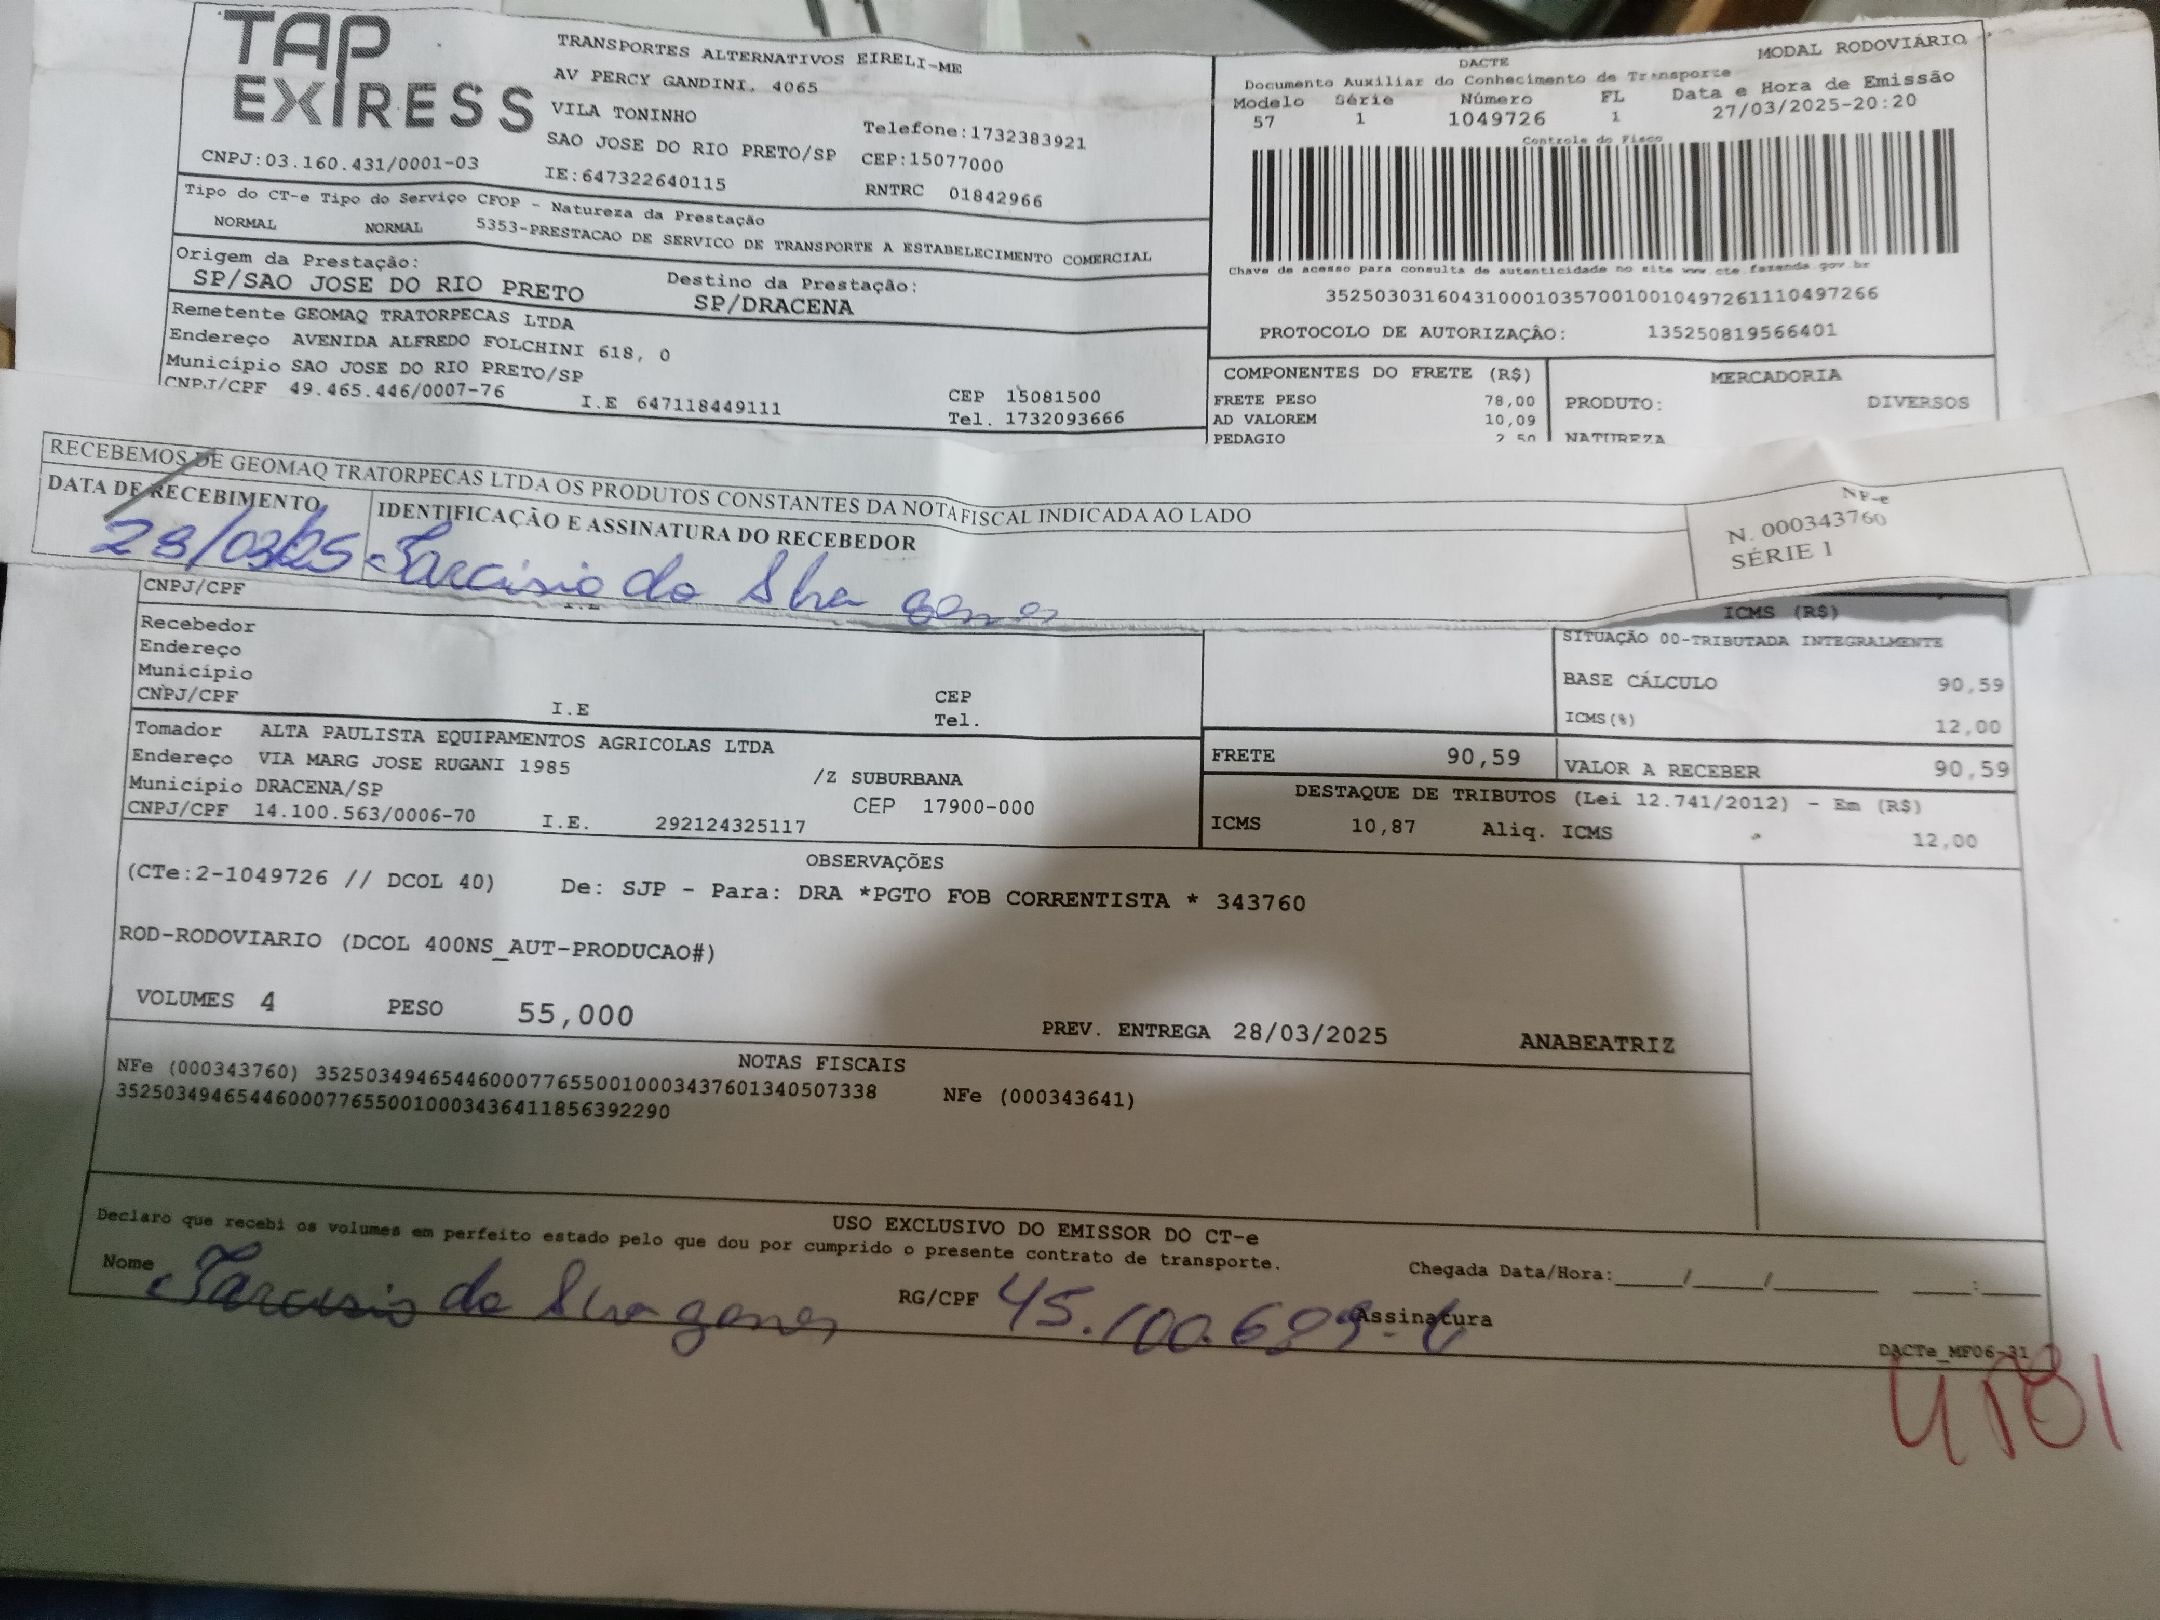 TAP EXPRESS
TRANSPORTES ALTERNATIVOS EIRELI-ME
AV PERCY GANDINI, 4065
VILA TONINHO
SAO JOSE DO RIO PRETO/SP
Telefone:1732383921
CEP:15077000
CNPJ:03.160.431/0001-03
IE:647322640115
RNTRC 01842966
Tipo do CT-e Tipo do Serviço CFOP - Natureza da Prestação
NORMAL NORMAL 5353-PRESTACAO DE SERVICO DE TRANSPORTE A ESTABELECIMENTO COMERCIAL
Origem da Prestação: Destino da Prestação:
SP/SAO JOSE DO RIO PRETO SP/DRACENA
Remetente GEOMAQ TRATORPECAS LTDA
Endereço AVENIDA ALFREDO FOLCHINI 618, 0
Município SAO JOSE DO RIO PRETO/SP CEP 15081500
CNPJ/CPF 49.465.446/0007-76 I.E 647118449111 Tel. 1732093666
MODAL RODOVIÁRIO
DACTE
Documento Auxiliar do Conhecimento de Transporte
Modelo Série Número FL Data e Hora de Emissão
57 1 1049726 1 27/03/2025-20:20
Controle do Fisco
Chave de acesso para consulta de autenticidade no site www.cte.fazenda.gov.br
35250303160431000103570010010497261110497266
PROTOCOLO DE AUTORIZAÇÃO: 135250819566401
COMPONENTES DO FRETE (R$) MERCADORIA
FRETE PESO 78,00 PRODUTO: DIVERSOS
AD VALOREM 10,09
PEDAGIO 2,50 NATUREZA
RECEBEMOS DE GEOMAQ TRATORPECAS LTDA OS PRODUTOS CONSTANTES DA NOTA FISCAL INDICADA AO LADO
DATA DE RECEBIMENTO IDENTIFICAÇÃO E ASSINATURA DO RECEBEDOR
28/03/25 Tarcisio da
NF-e
N. 000343760
SÉRIE 1
CNPJ/CPF I.E
Recebedor
Endereço
Município CEP
CNPJ/CPF I.E Tel.
ICMS (R$)
SITUAÇÃO 00-TRIBUTADA INTEGRALMENTE
BASE CÁLCULO 90,59
ICMS(%) 12,00
Tomador ALTA PAULISTA EQUIPAMENTOS AGRICOLAS LTDA
Endereço VIA MARG JOSE RUGANI 1985 /Z SUBURBANA
Município DRACENA/SP CEP 17900-000
CNPJ/CPF 14.100.563/0006-70 I.E. 292124325117
FRETE 90,59 VALOR A RECEBER 90,59
DESTAQUE DE TRIBUTOS (Lei 12.741/2012) - Em (R$)
ICMS 10,87 Aliq. ICMS 12,00
OBSERVAÇÕES
(CTe:2-1049726 // DCOL 40) De: SJP - Para: DRA *PGTO FOB CORRENTISTA * 343760
ROD-RODOVIARIO (DCOL 400NS_AUT-PRODUCAO#)
VOLUMES 4 PESO 55,000 PREV. ENTREGA 28/03/2025 ANABEATRIZ
NOTAS FISCAIS
NFe (000343760) 35250349465446000776550010003437601340507338 NFe (000343641)
35250349465446000776550010003436411856392290
USO EXCLUSIVO DO EMISSOR DO CT-e
Declaro que recebi os volumes em perfeito estado pelo que dou por cumprido o presente contrato de transporte.
Nome Tarcisio da RG/CPF 45.100.689- Assinatura
Chegada Data/Hora:_____/_____/________ ____:____
DACTe_MF06-31